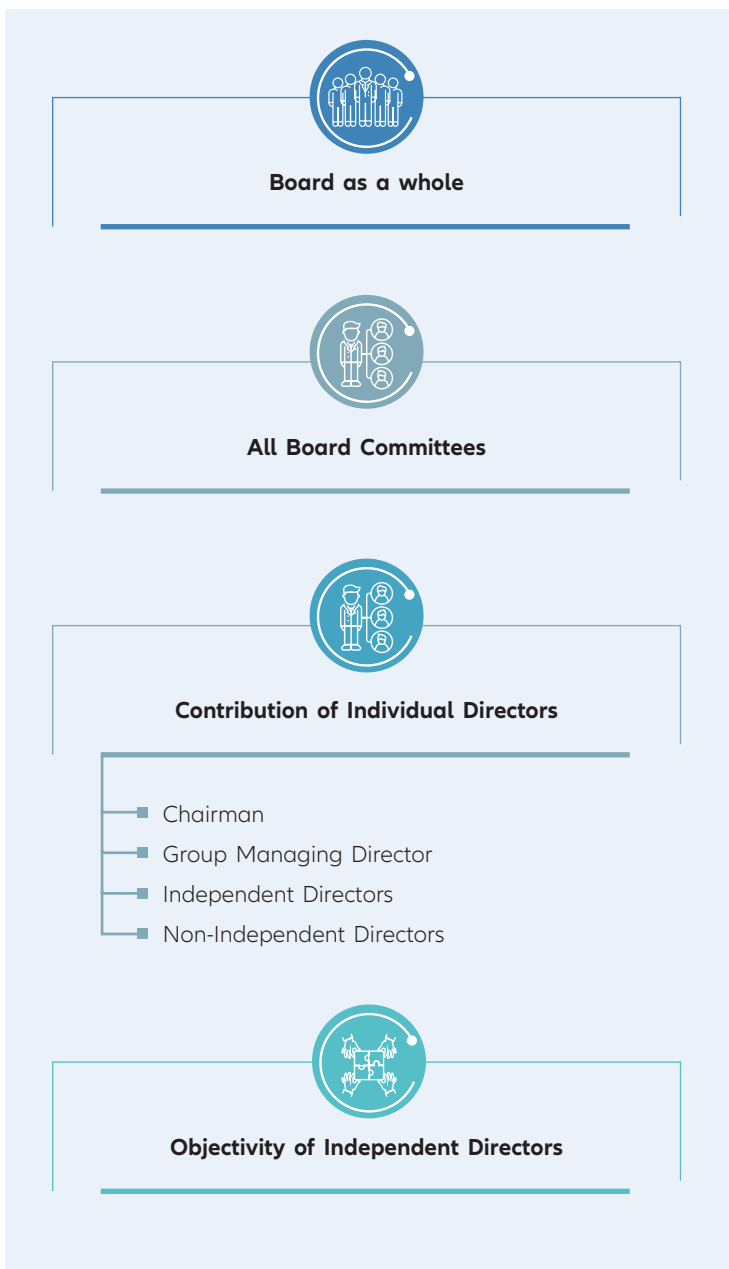 Board as a whole
All Board Committees
Contribution of Individual Directors
Chairman
Group Managing Director
Independent Directors
Non-Independent Directors
Objectivity of Independent Directors